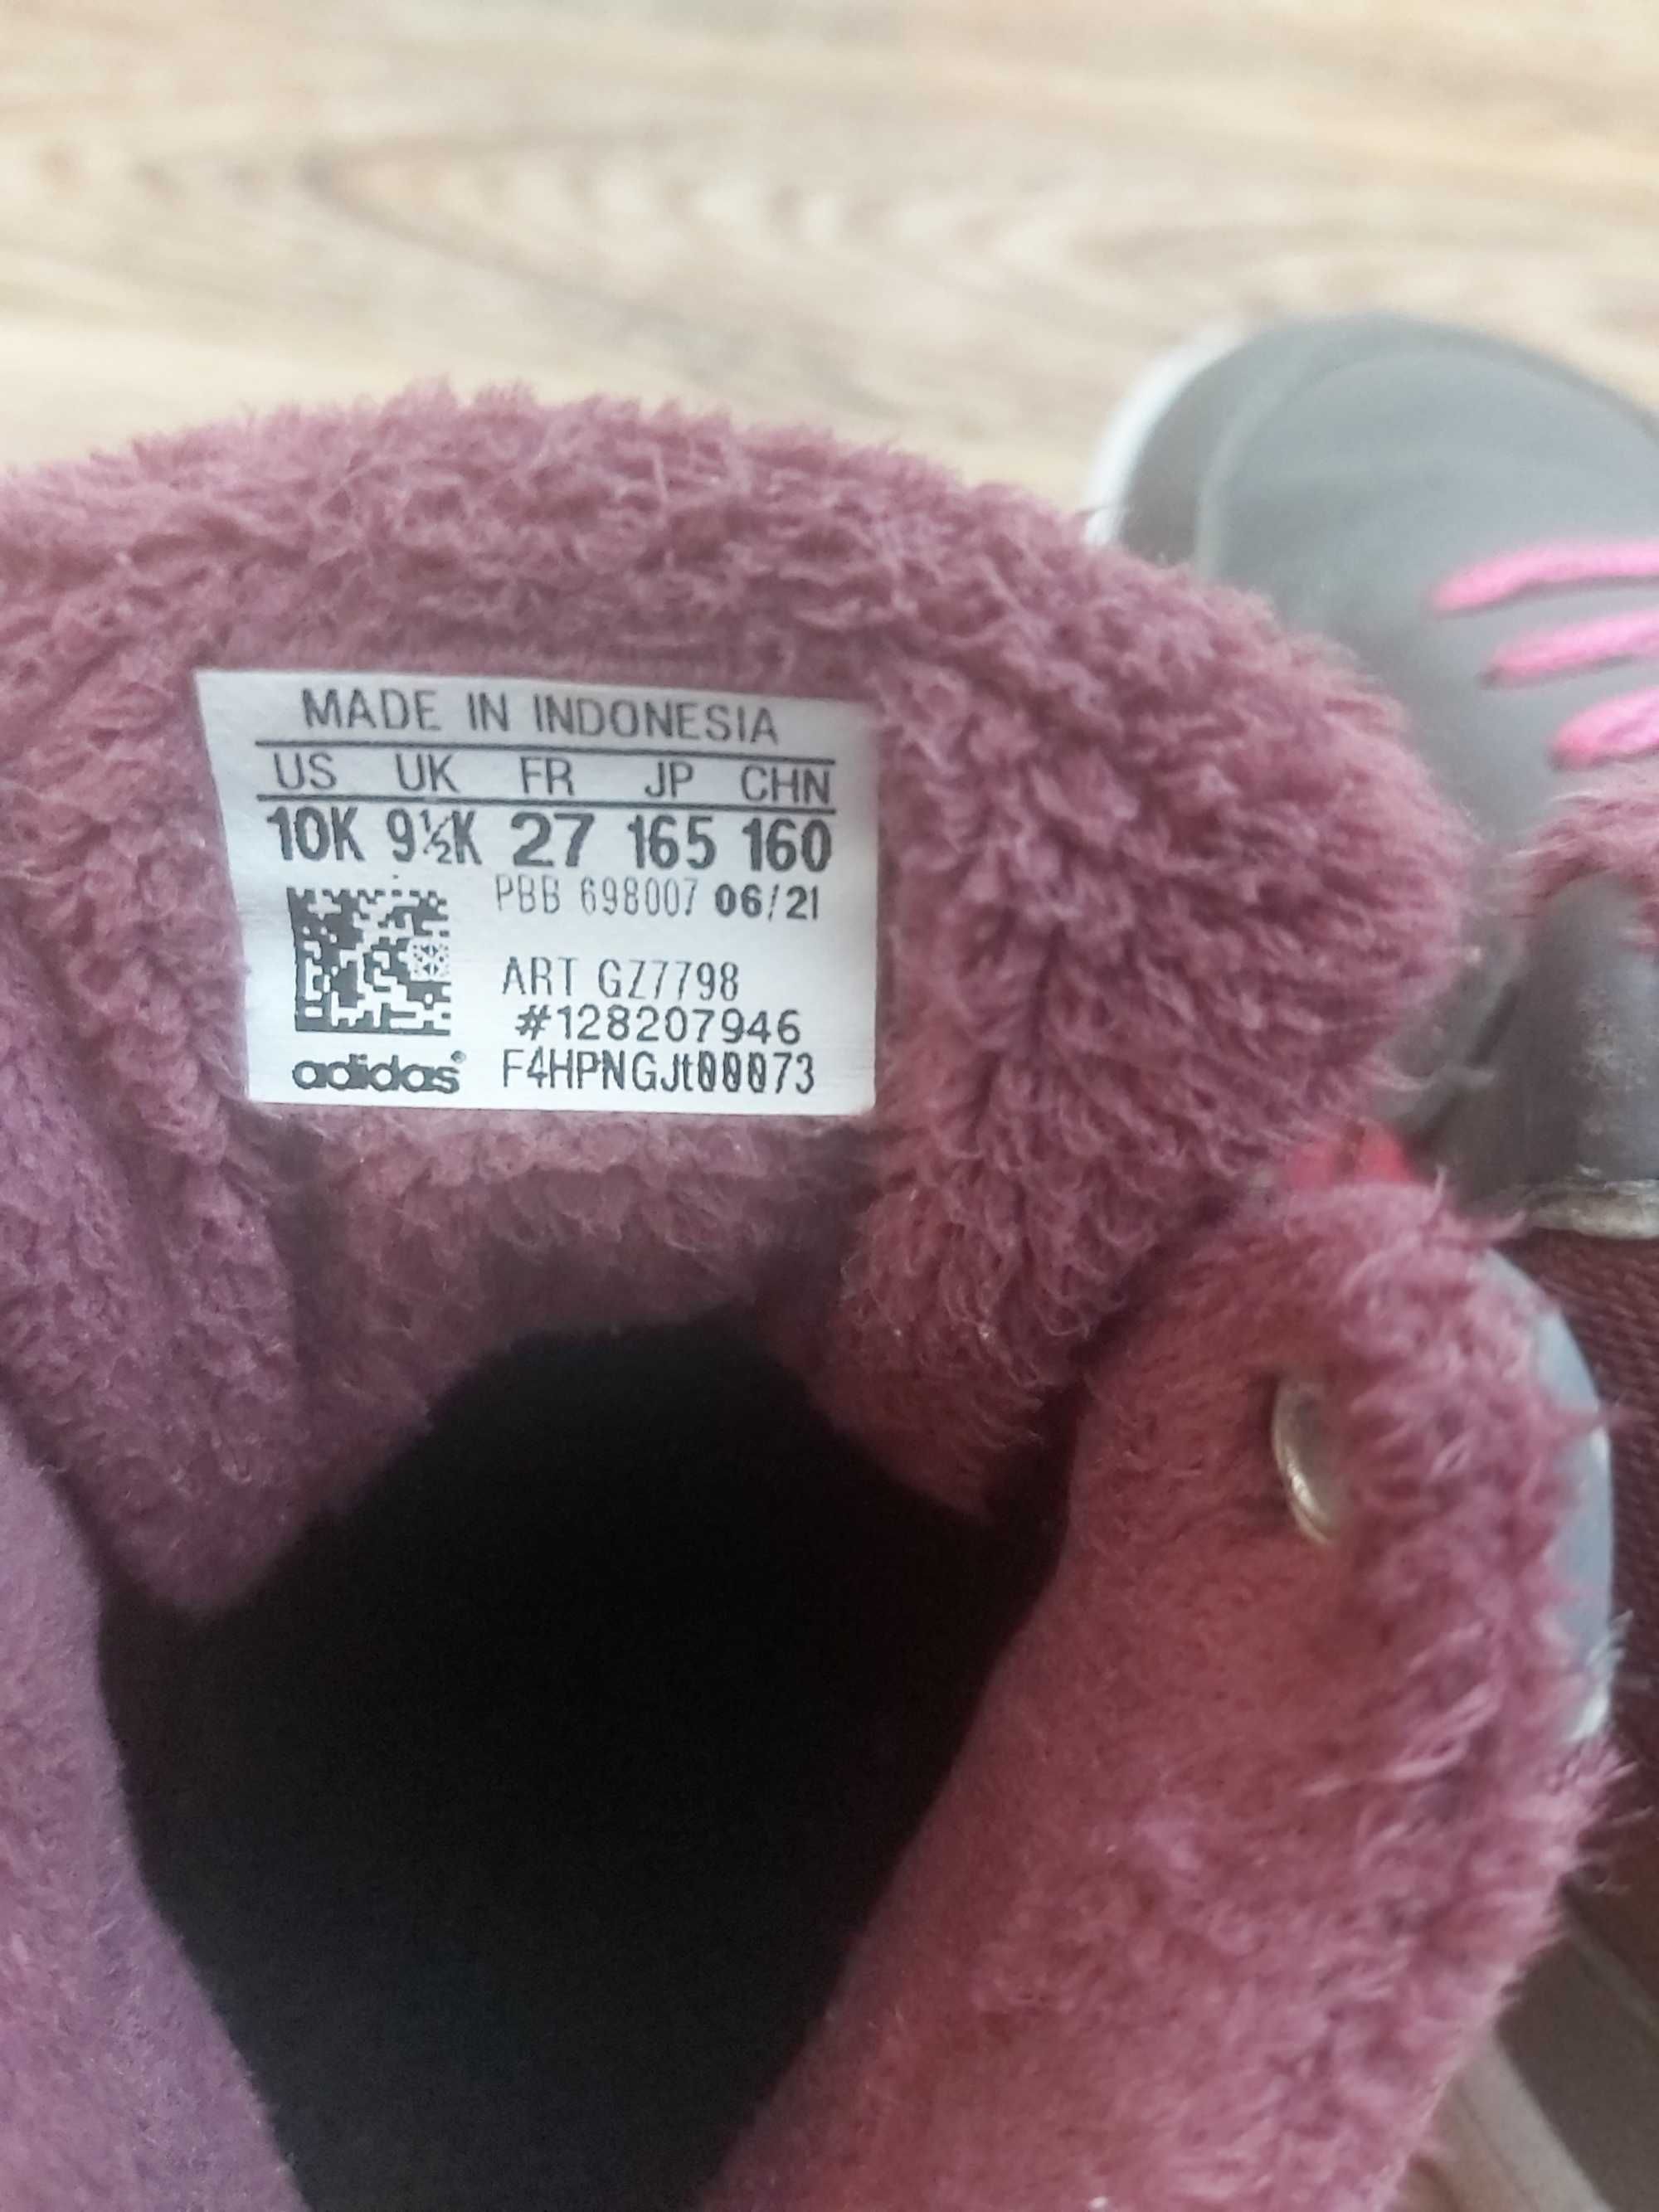 MADE IN INDONESIA
US UK FR JP CHN
10K 9½K 27 165 160
PBB 698007 06/21
ART GZ7798
#128207946
adidas® F4HPNGJt00073